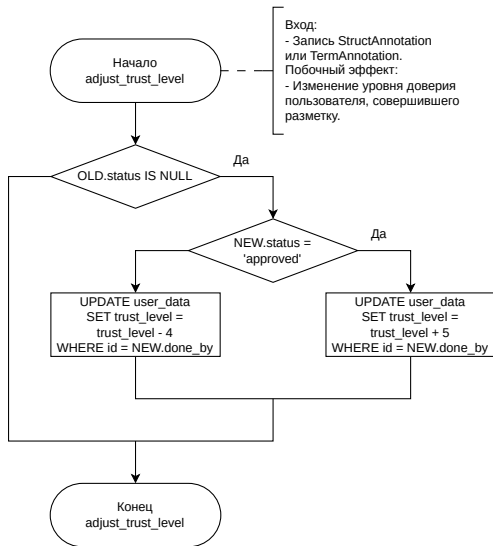 Начало
adjust_trust_level
Вход:
- Запись StructAnnotation
или TermAnnotation.
Побочный эффект:
- Изменение уровня доверия
пользователя, совершившего
разметку.
OLD.status IS NULL
Да
NEW.status =
'approved'
Да
UPDATE user_data
SET trust_level =
trust_level - 4
WHERE id = NEW.done_by
UPDATE user_data
SET trust_level =
trust_level + 5
WHERE id = NEW.done_by
Конец
adjust_trust_level